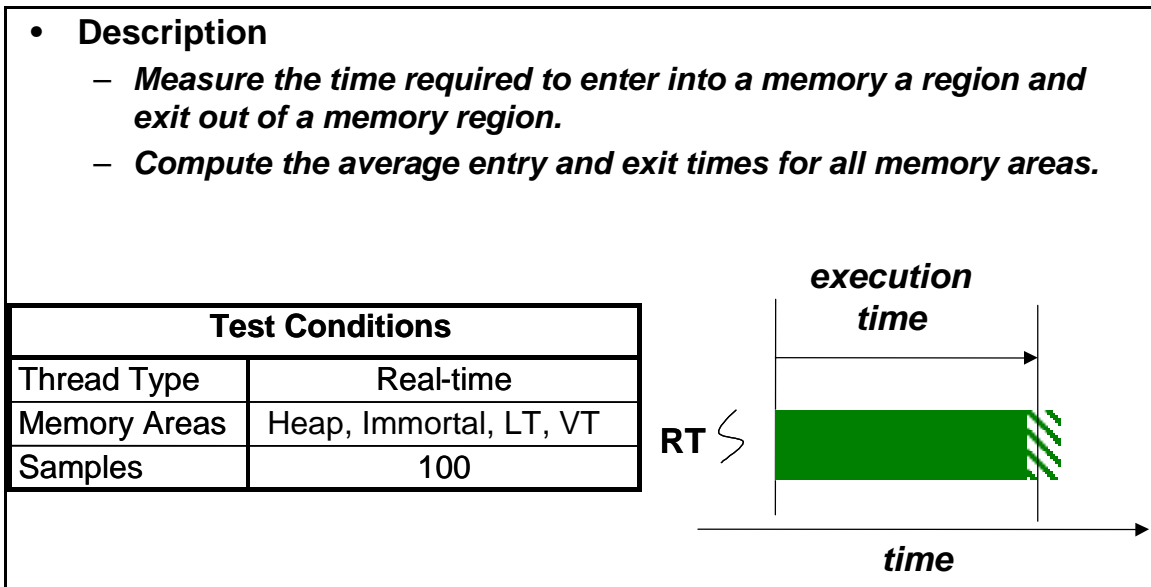 • Description
– Measure the time required to enter into a memory a region and
exit out of a memory region.
– Compute the average entry and exit times for all memory areas.
execution
time
Test Conditions
Thread Type Real-time
Memory Areas Heap, Immortal, LT, VT
Samples 100
RT
time